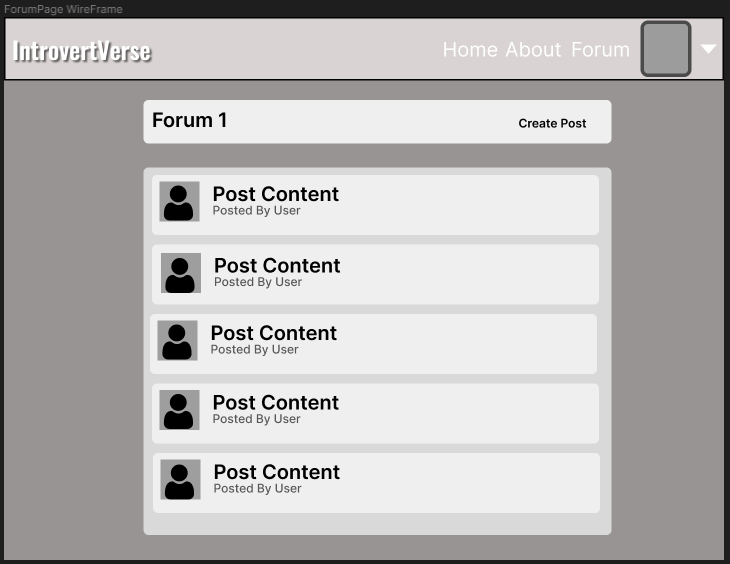 ForumPage WireFrame
IntrovertVerse
Home About Forum
Forum 1
Create Post
Post Content
Posted By User
Post Content
Posted By User
Post Content
Posted By User
Post Content
Posted By User
Post Content
Posted By User